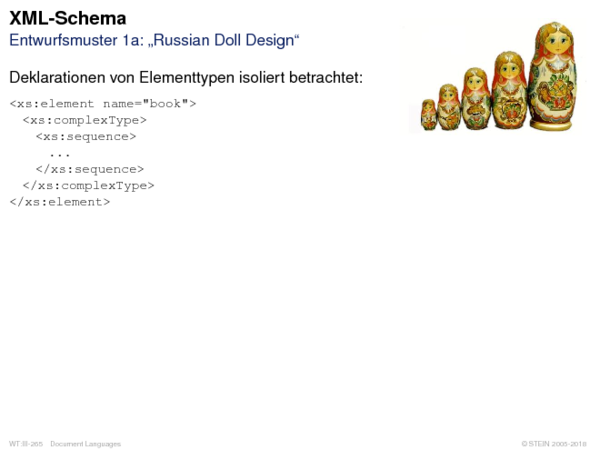 XML-Schema
Entwurfsmuster 1a: „Russian Doll Design“
Deklarationen von Elementtypen isoliert betrachtet:
<xs:element name="book">
<xs:complexType>
<xs:sequence>
...
</xs:sequence>
</xs:complexType>
</xs:element>
WT:III-265 Document Languages
© STEIN 2005-2018